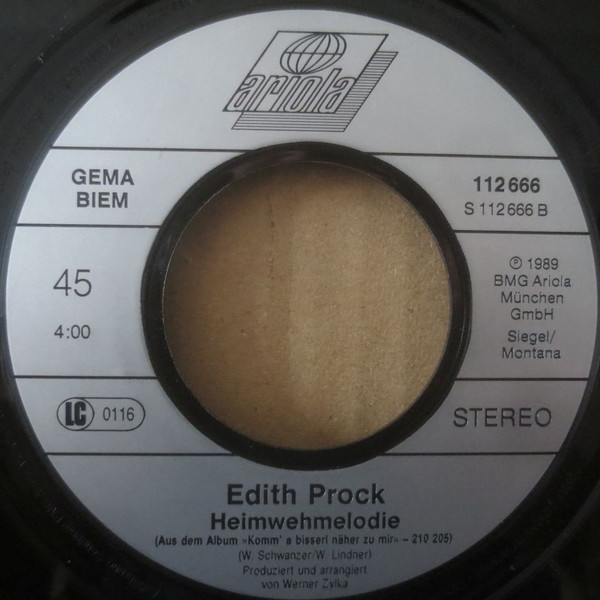 ariola
GEMA
BIEM
112 666
S 112 666 B
45
4:00
℗ 1989
BMG Ariola
München
GmbH
Siegel/
Montana
LC 0116
STEREO
Edith Prock
Heimwehmelodie
(Aus dem Album »Komm' a bisserl näher zu mir« – 210 205)
(W. Schwanzer/W. Lindner)
Produziert und arrangiert
von Werner Zylka